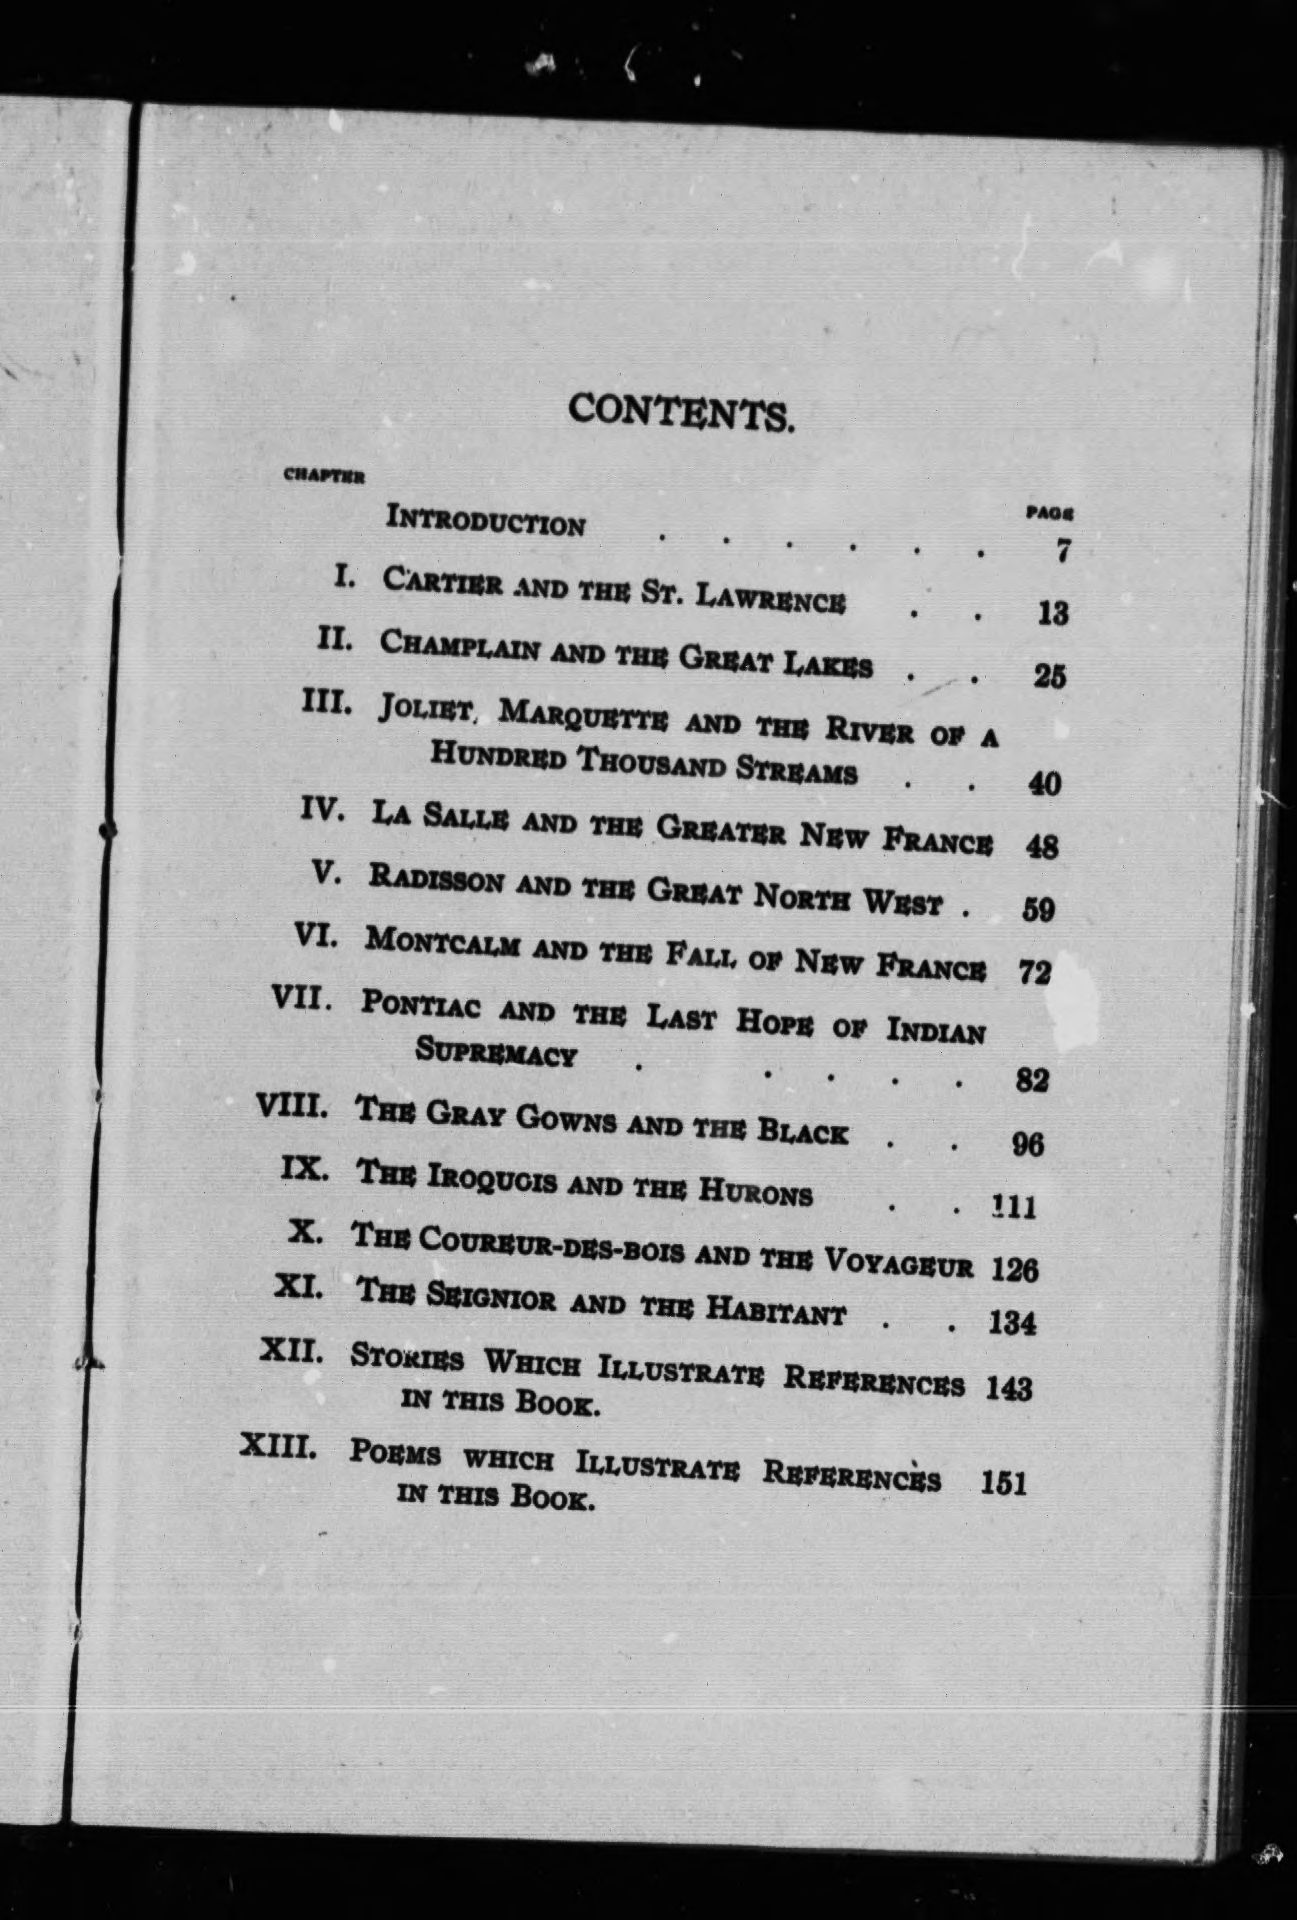 CONTENTS.
CHAPTER
PAGE
INTRODUCTION . . . . . . 7
I. CARTIER AND THE ST. LAWRENCE . . 13
II. CHAMPLAIN AND THE GREAT LAKES . . 25
III. JOLIET, MARQUETTE AND THE RIVER OF A
HUNDRED THOUSAND STREAMS . . 40
IV. LA SALLE AND THE GREATER NEW FRANCE 48
V. RADISSON AND THE GREAT NORTH WEST . 59
VI. MONTCALM AND THE FALL OF NEW FRANCE 72
VII. PONTIAC AND THE LAST HOPE OF INDIAN
SUPREMACY . . . . . 82
VIII. THE GRAY GOWNS AND THE BLACK . . 96
IX. THE IROQUOIS AND THE HURONS . . 111
X. THE COUREUR-DES-BOIS AND THE VOYAGEUR 126
XI. THE SEIGNIOR AND THE HABITANT . . 134
XII. STORIES WHICH ILLUSTRATE REFERENCES 143
IN THIS BOOK.
XIII. POEMS WHICH ILLUSTRATE REFERENCES 151
IN THIS BOOK.